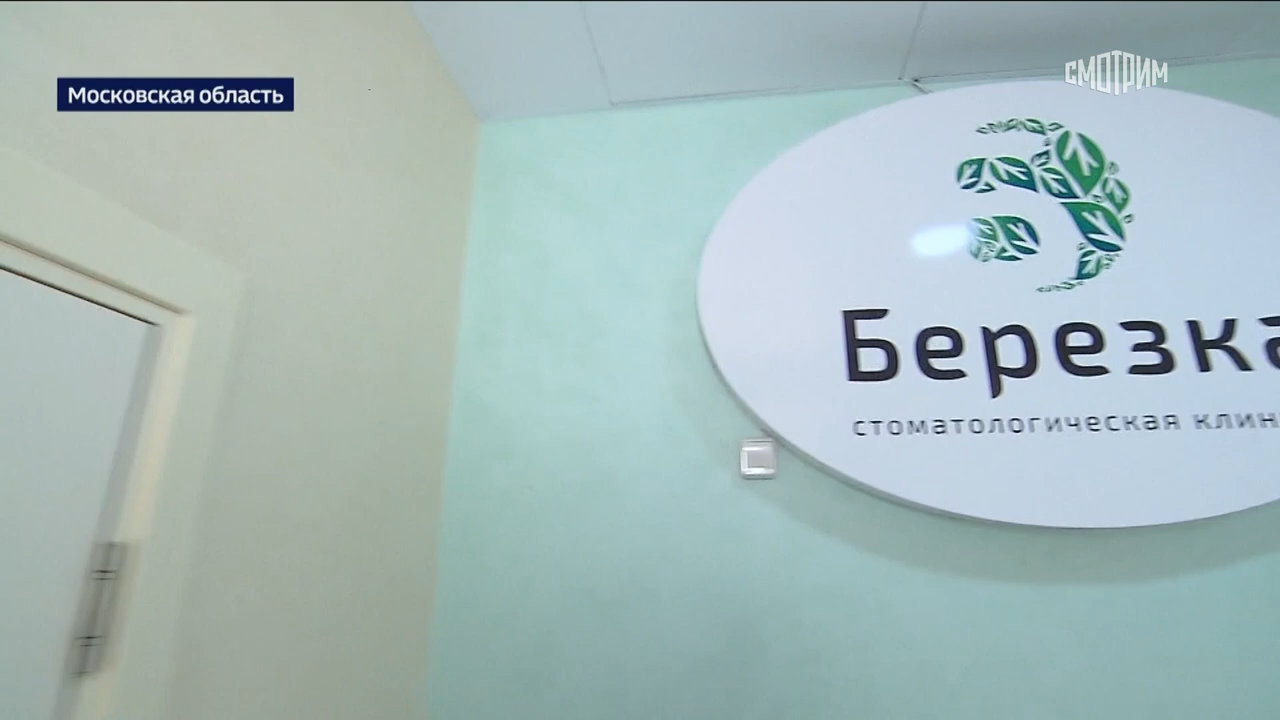 Московская область
СМОТРИМ
Березка
стоматологическая клин